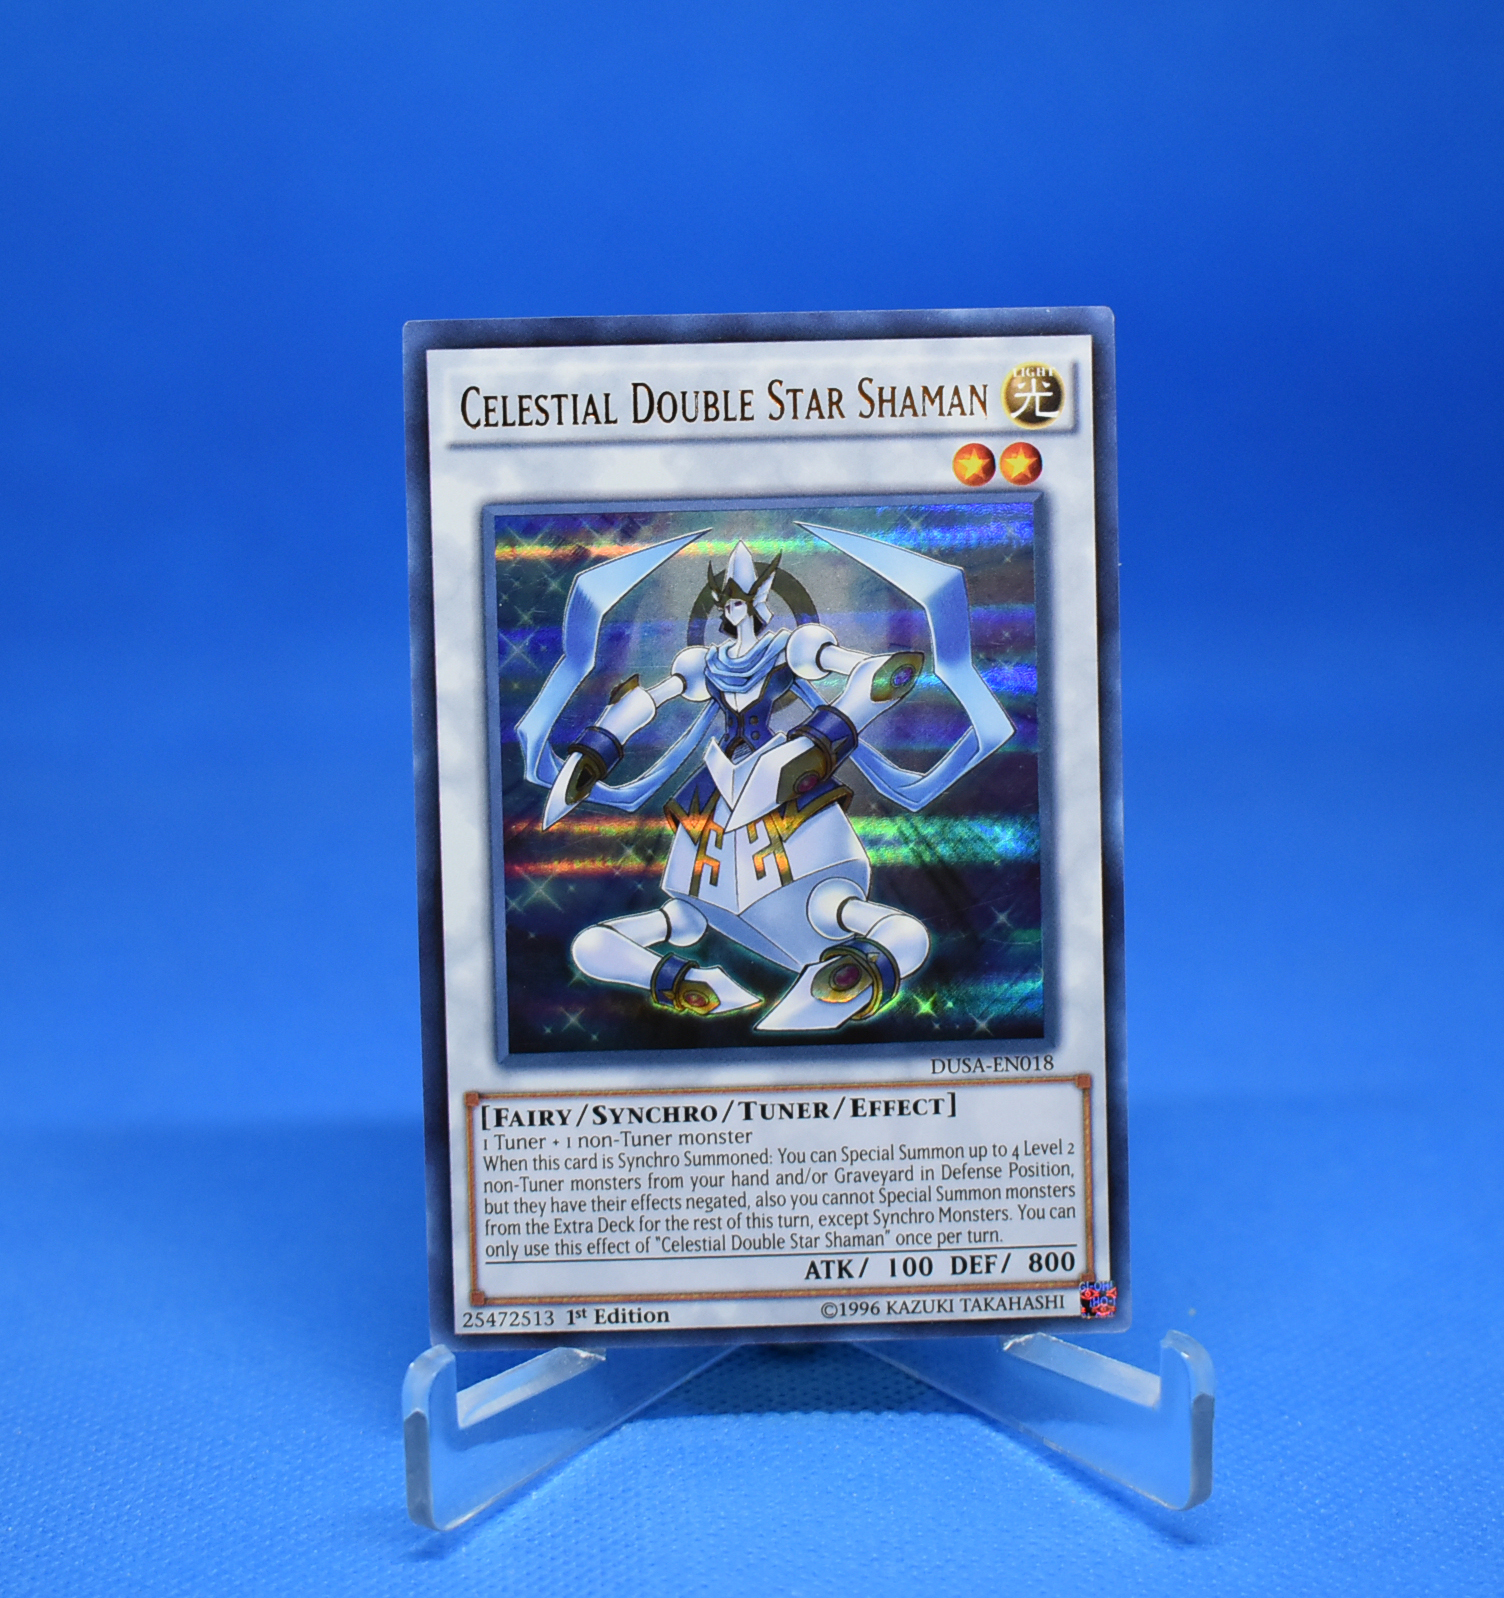 CELESTIAL DOUBLE STAR SHAMAN
LIGHT
光
DUSA-EN018
[FAIRY/SYNCHRO/TUNER/EFFECT]
1 Tuner + 1 non-Tuner monster
When this card is Synchro Summoned: You can Special Summon up to 4 Level 2
non-Tuner monsters from your hand and/or Graveyard in Defense Position,
but they have their effects negated, also you cannot Special Summon monsters
from the Extra Deck for the rest of this turn, except Synchro Monsters. You can
only use this effect of "Celestial Double Star Shaman" once per turn.
ATK/ 100 DEF/ 800
25472513 1st Edition
©1996 KAZUKI TAKAHASHI